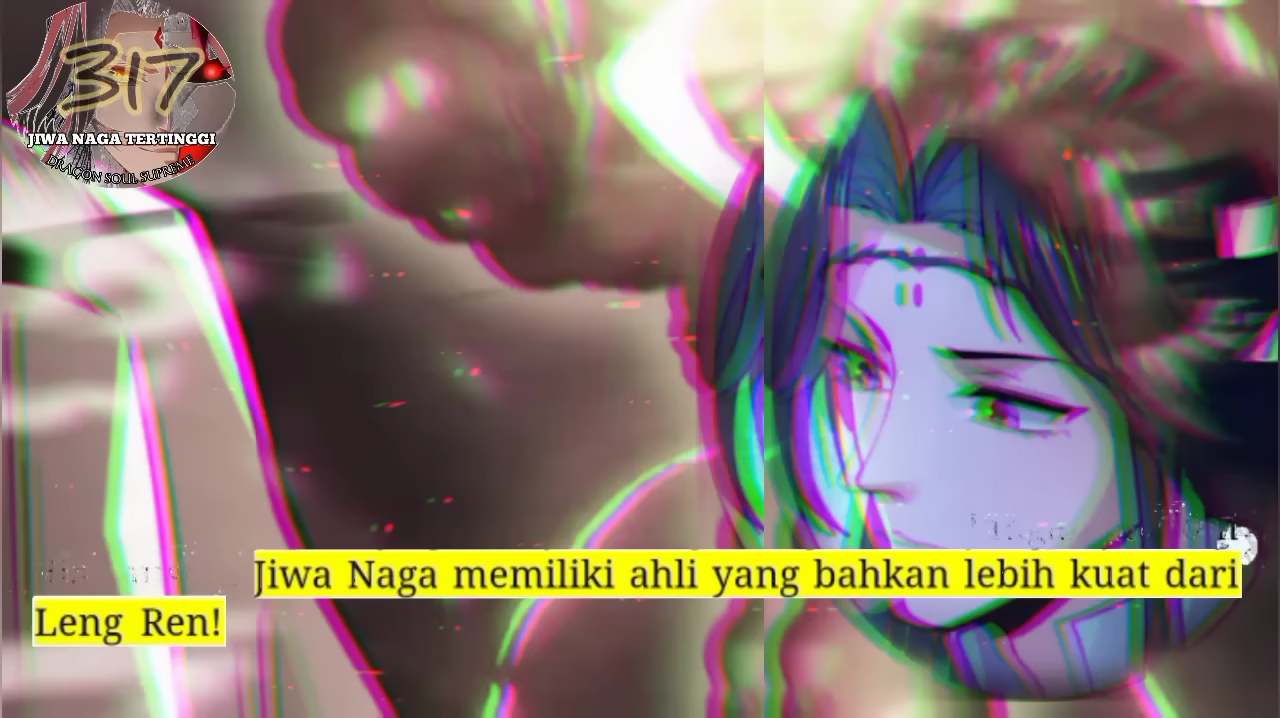 317
JIWA NAGA TERTINGGI
DRAGON SOUL SUPREME
Jiwa Naga memiliki ahli yang bahkan lebih kuat dari
Leng Ren!